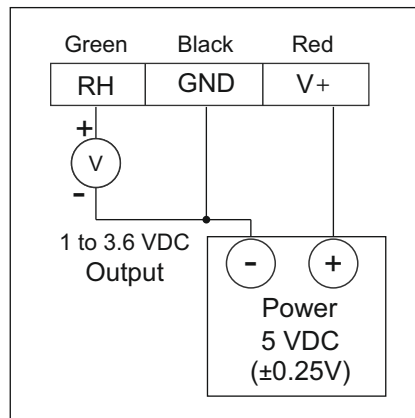 Green Black Red
RH GND V+
+
V
-
1 to 3.6 VDC
Output
- +
Power
5 VDC
(±0.25V)